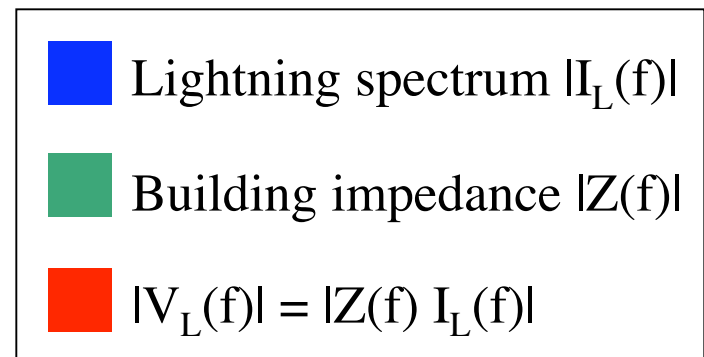 Lightning spectrum |I_L(f)|
Building impedance |Z(f)|
|V_L(f)| = |Z(f) I_L(f)|